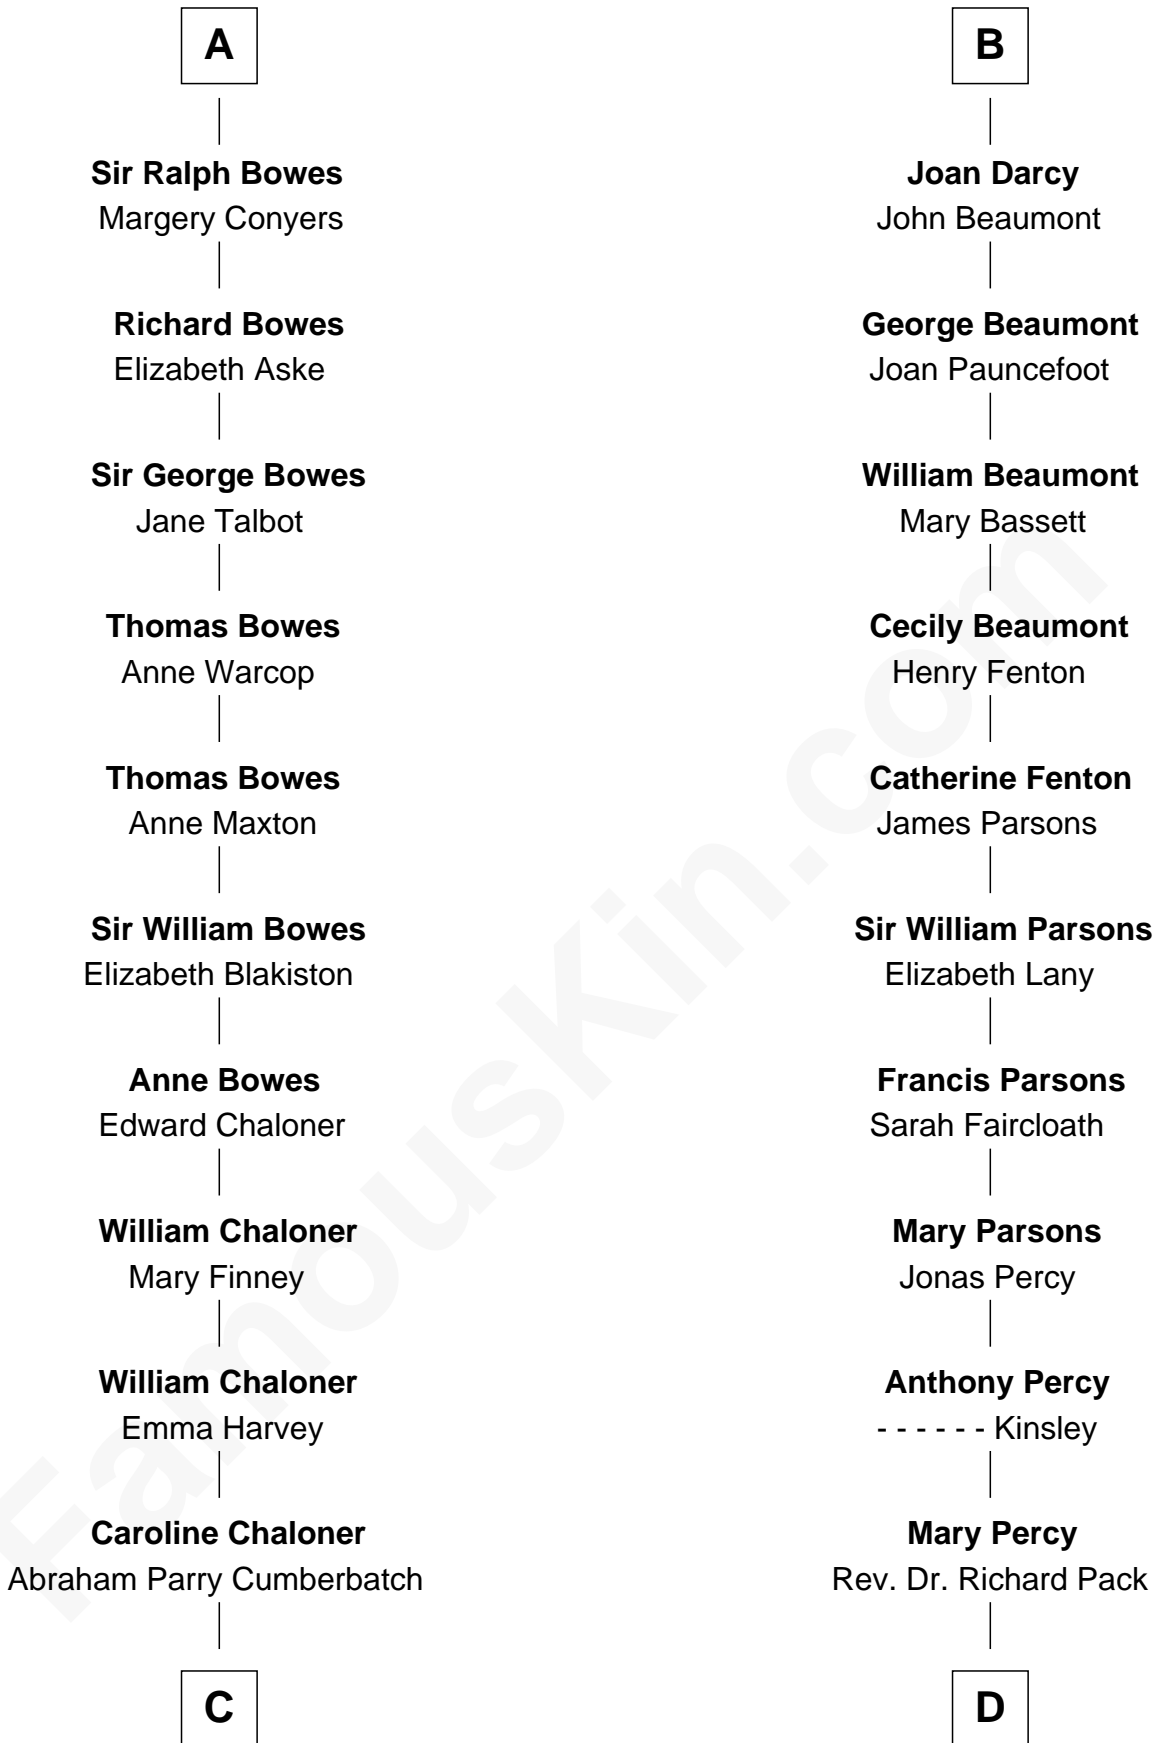 A
Sir Ralph Bowes
Margery Conyers
Richard Bowes
Elizabeth Aske
Sir George Bowes
Jane Talbot
Thomas Bowes
Anne Warcop
Thomas Bowes
Anne Maxton
Sir William Bowes
Elizabeth Blakiston
Anne Bowes
Edward Chaloner
William Chaloner
Mary Finney
William Chaloner
Emma Harvey
Caroline Chaloner
Abraham Parry Cumberbatch
C
B
Joan Darcy
John Beaumont
George Beaumont
Joan Pauncefoot
William Beaumont
Mary Bassett
Cecily Beaumont
Henry Fenton
Catherine Fenton
James Parsons
Sir William Parsons
Elizabeth Lany
Francis Parsons
Sarah Faircloath
Mary Parsons
Jonas Percy
Anthony Percy
- - - - - - Kinsley
Mary Percy
Rev. Dr. Richard Pack
D
FamousKin.com